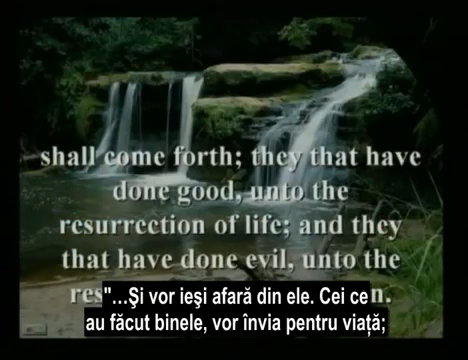 shall come forth; they that have
done good, unto the
resurrection of life; and they
that have done evil, unto the
res n.
"...Şi vor ieşi afară din ele. Cei ce
au făcut binele, vor învia pentru viaţă;